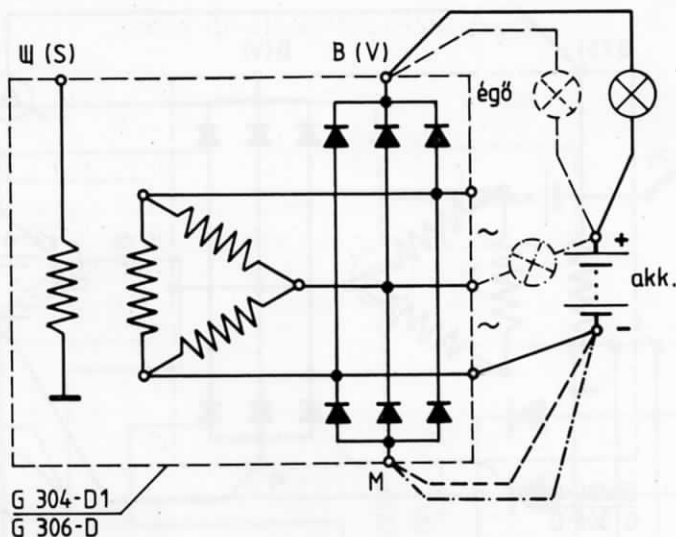 Ш (S)
B (V)
égő
~
+
akk.
~
-
M
G 304-D1
G 306-D